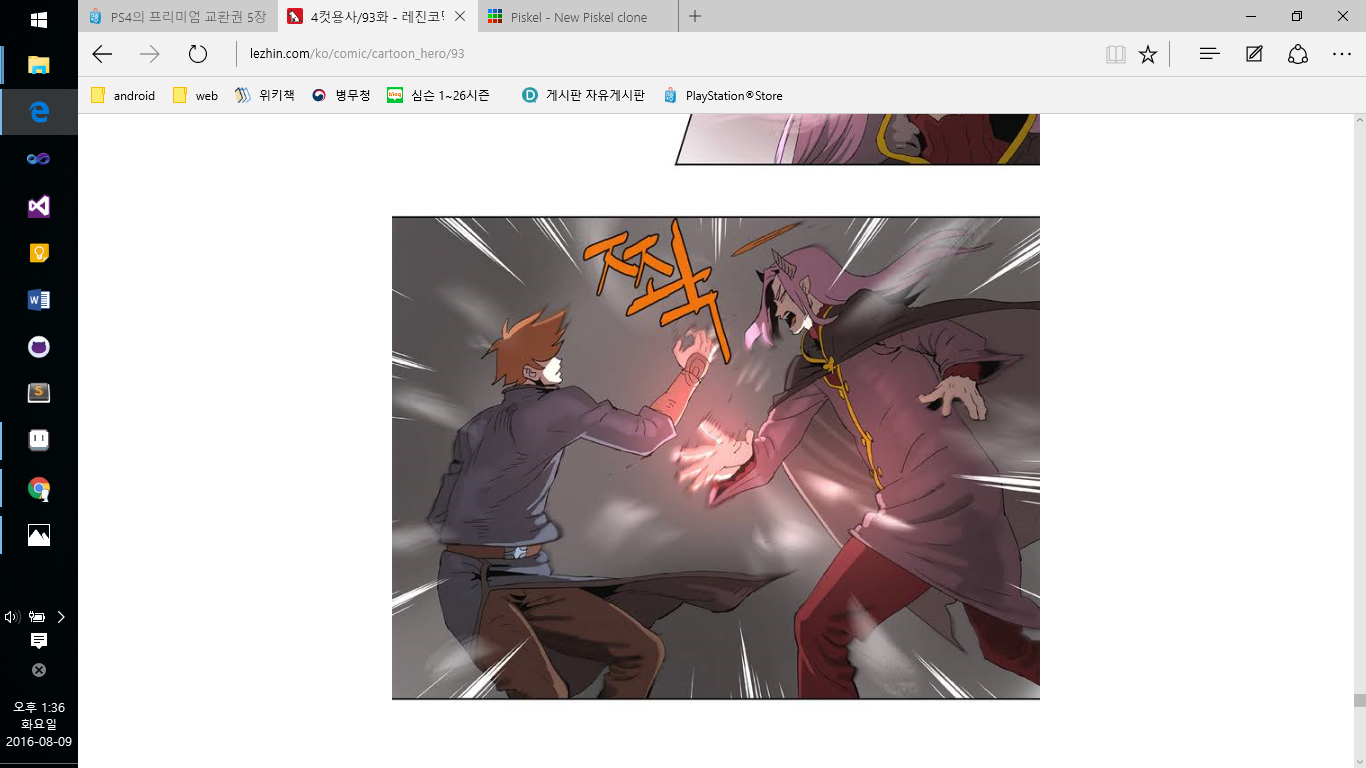 PS4의 프리미엄 교환권 5장
4컷용사/93화 - 레진코믹
Piskel - New Piskel clone
lezhin.com/ko/comic/cartoon_hero/93
android
web
위키책
병무청
blog
심슨 1~26시즌
D
게시판 자유게시판
PlayStation®Store
쫙
W
S
오후 1:36
화요일
2016-08-09